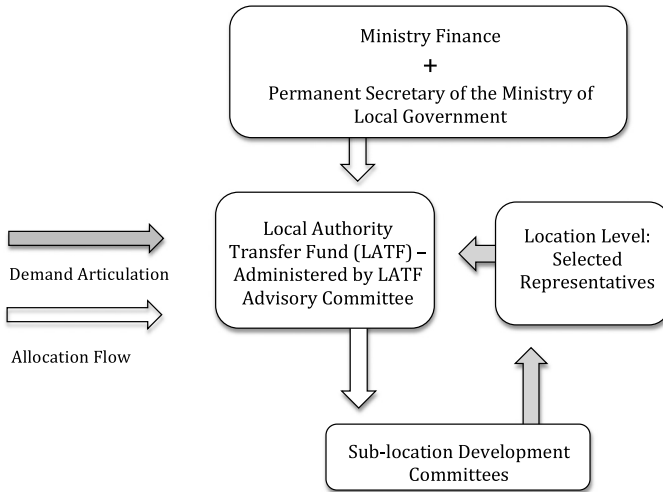 Ministry Finance
+
Permanent Secretary of the Ministry of
Local Government
Local Authority
Transfer Fund (LATF) –
Administered by LATF
Advisory Committee
Location Level:
Selected
Representatives
Demand Articulation
Allocation Flow
Sub-location Development
Committees